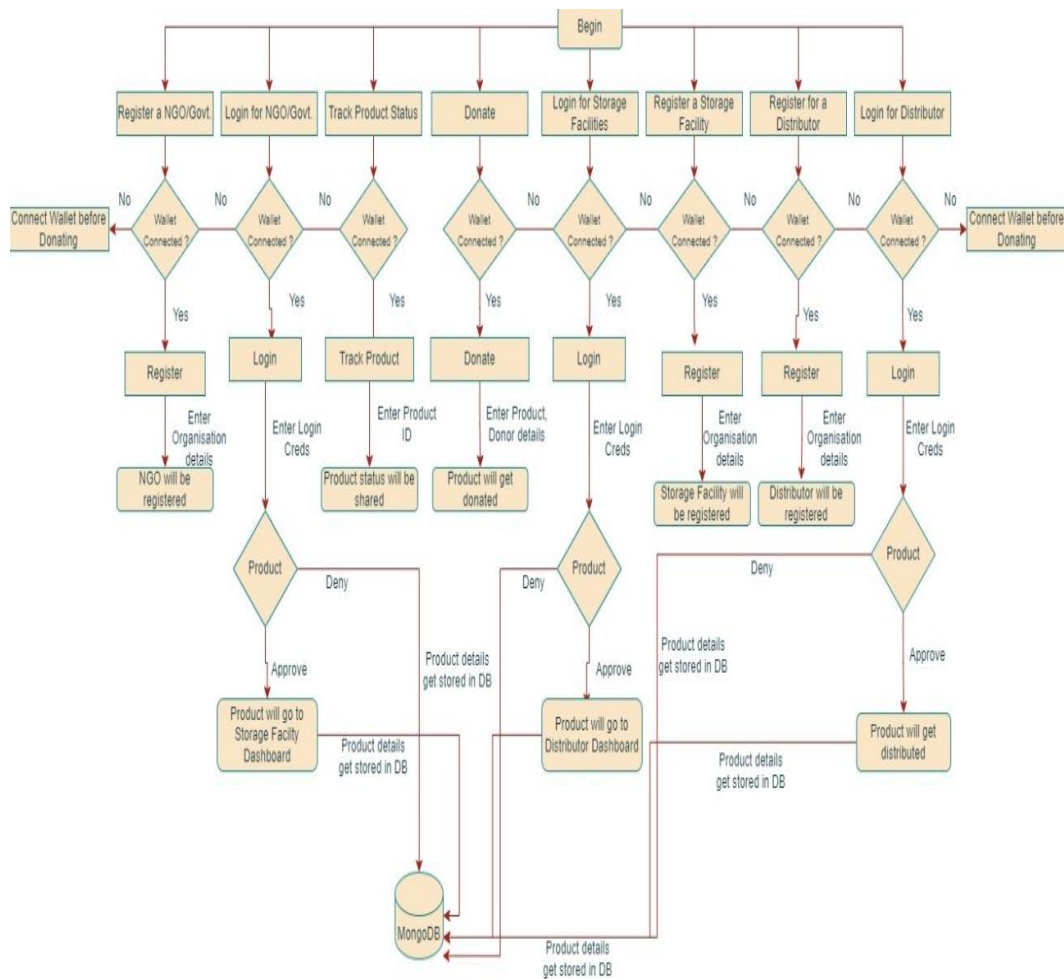 Begin
Register a NGO/Govt.
Login for NGO/Govt.
Track Product Status
Donate
Login for Storage
Facilities
Register a Storage
Facility
Register for a
Distributor
Login for Distributor
No
No
No
No
No
No
No
No
Connect Wallet before
Donating
Wallet
Connected ?
Wallet
Connected ?
Wallet
Connected ?
Wallet
Connected ?
Wallet
Connected ?
Wallet
Connected ?
Wallet
Connected ?
Wallet
Connected ?
Connect Wallet before
Donating
Yes
Yes
Yes
Yes
Yes
Yes
Yes
Yes
Register
Login
Track Product
Donate
Login
Register
Register
Login
Enter
Organisation
details
Enter Login
Creds
Enter Product
ID
Enter Product,
Donor details
Enter Login
Creds
Enter
Organisation
details
Enter
Organisation
details
Enter Login
Creds
NGO will be
registered
Product status will be
shared
Product will get
donated
Storage Facility will
be registered
Distributor will be
registered
Product
Deny
Product
Deny
Product
Deny
Product details
get stored in DB
Product details
get stored in DB
Approve
Approve
Approve
Product will go to
Storage Facilty
Dashboard
Product details
get stored in DB
Product will go to
Distributor Dashboard
Product details
get stored in DB
Product will get
distributed
MongoDB
Product details
get stored in DB